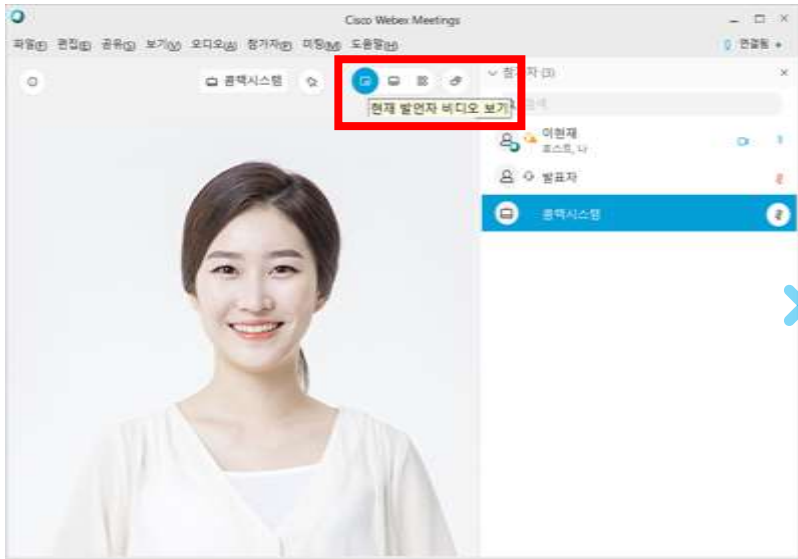 Cisco Webex Meetings
파일(F) 편집(E) 공유(S) 보기(V) 오디오(A) 참가자(P) 미팅(M) 도움말(H)
연결됨
콤텍시스템
참가자 (3)
현재 발언자 비디오 보기
검색
이현재
호스트, 나
발표자
콤텍시스템